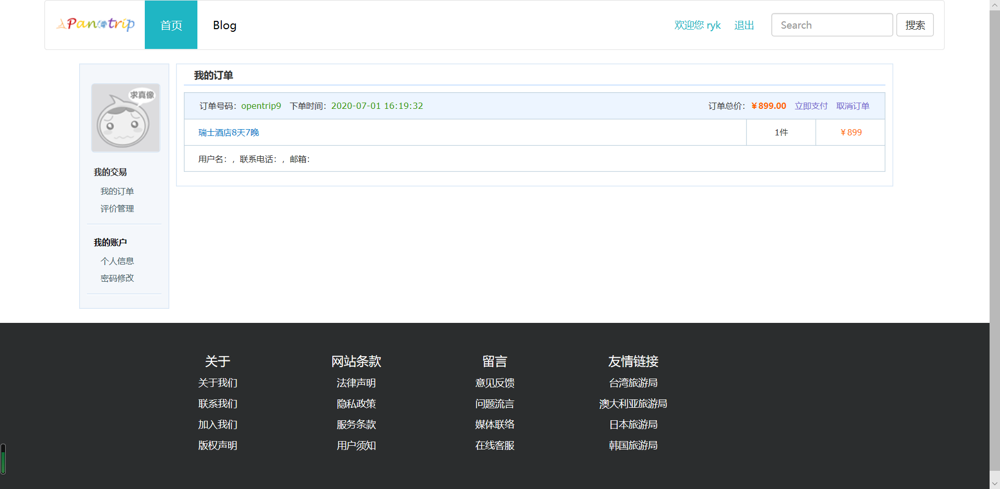 Panotrip 首页 Blog 欢迎您 ryk 退出 Search 搜索
求真像
我的交易
我的订单
评价管理
我的账户
个人信息
密码修改
我的订单
订单号码：opentrip9 下单时间：2020-07-01 16:19:32 订单总价：￥899.00 立即支付 取消订单
瑞士酒店8天7晚 1件 ￥899
用户名：，联系电话：，邮箱：
关于 网站条款 留言 友情链接
关于我们 法律声明 意见反馈 台湾旅游局
联系我们 隐私政策 问题流言 澳大利亚旅游局
加入我们 服务条款 媒体联络 日本旅游局
版权声明 用户须知 在线客服 韩国旅游局